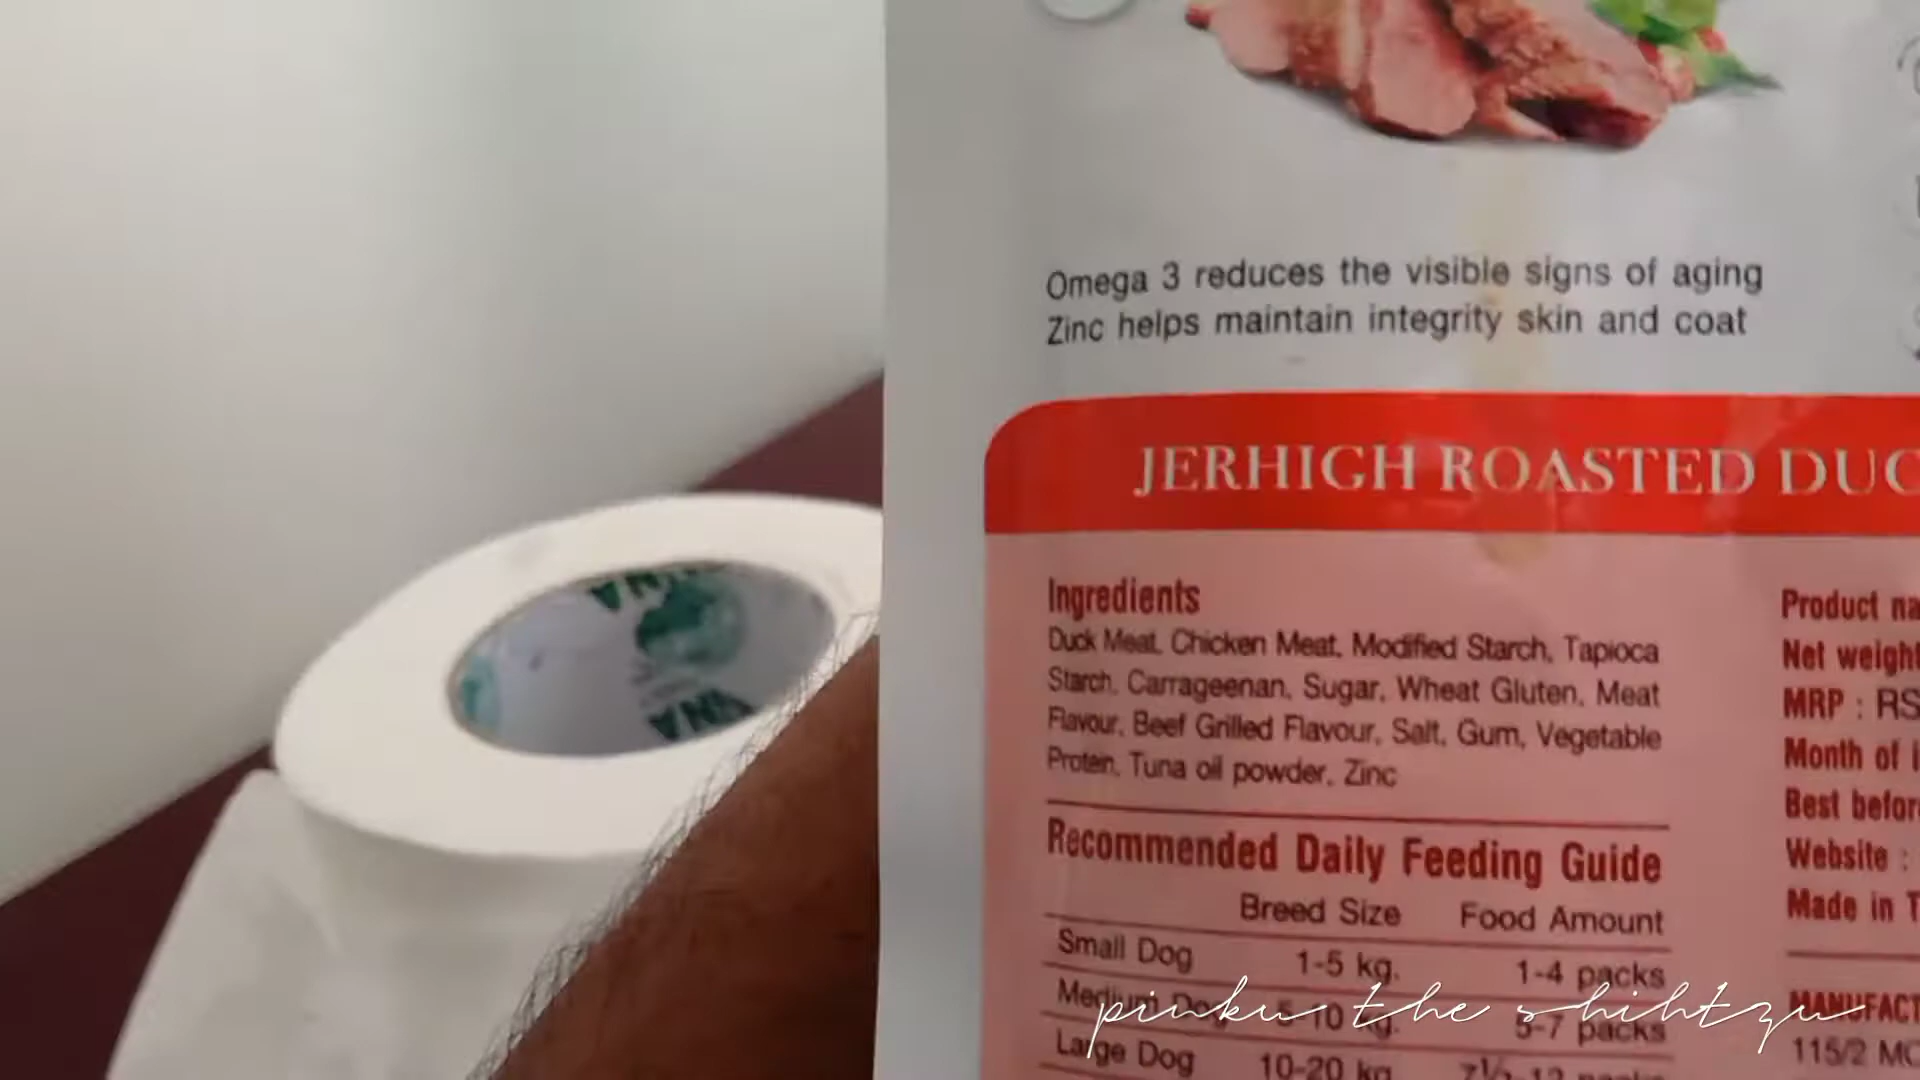 Omega 3 reduces the visible signs of aging
Zinc helps maintain integrity skin and coat
JERHIGH ROASTED DUC
Ingredients
Duck Meat, Chicken Meat, Modified Starch, Tapioca
Starch, Carrageenan, Sugar, Wheat Gluten, Meat
Flavour, Beef Grilled Flavour, Salt, Gum, Vegetable
Protein, Tuna oil powder, Zinc
Recommended Daily Feeding Guide
Breed Size Food Amount
Small Dog 1-5 kg. 1-4 packs
Medium Dog 5-10 kg. 5-7 packs
Large Dog 10-20 kg
Product na
Net weight
MRP : RS
Month of i
Best before
Website :
Made in T
MANUFACT
115/2 MO
pinku the shihtzu